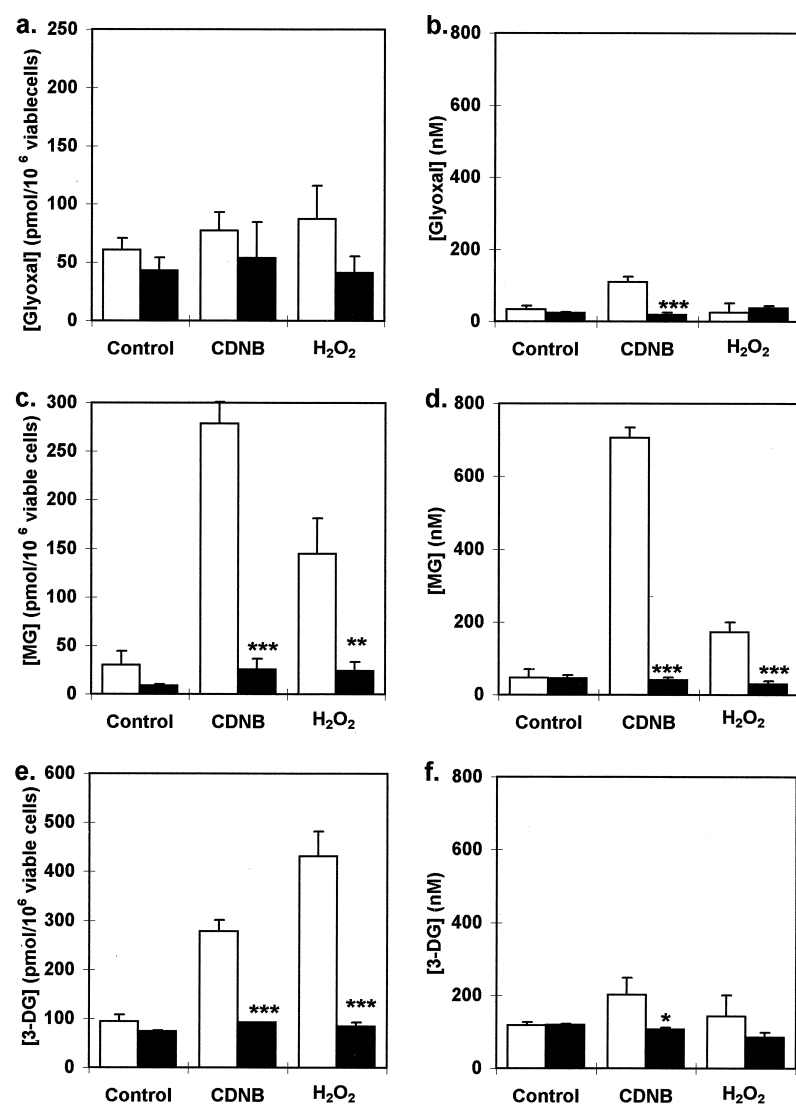 a.
[Glyoxal] (pmol/10 6 viablecells)
250
200
150
100
50
0
Control CDNB H2O2
b.
[Glyoxal] (nM)
800
600
400
200
0
***
Control CDNB H2O2
c.
[MG] (pmol/10 6 viable cells)
300
250
200
150
100
50
0
*** **
Control CDNB H2O2
d.
[MG] (nM)
800
600
400
200
0
*** ***
Control CDNB H2O2
e.
[3-DG] (pmol/106 viable cells)
600
500
400
300
200
100
0
*** ***
Control CDNB H2O2
f.
[3-DG] (nM)
800
600
400
200
0
*
Control CDNB H2O2